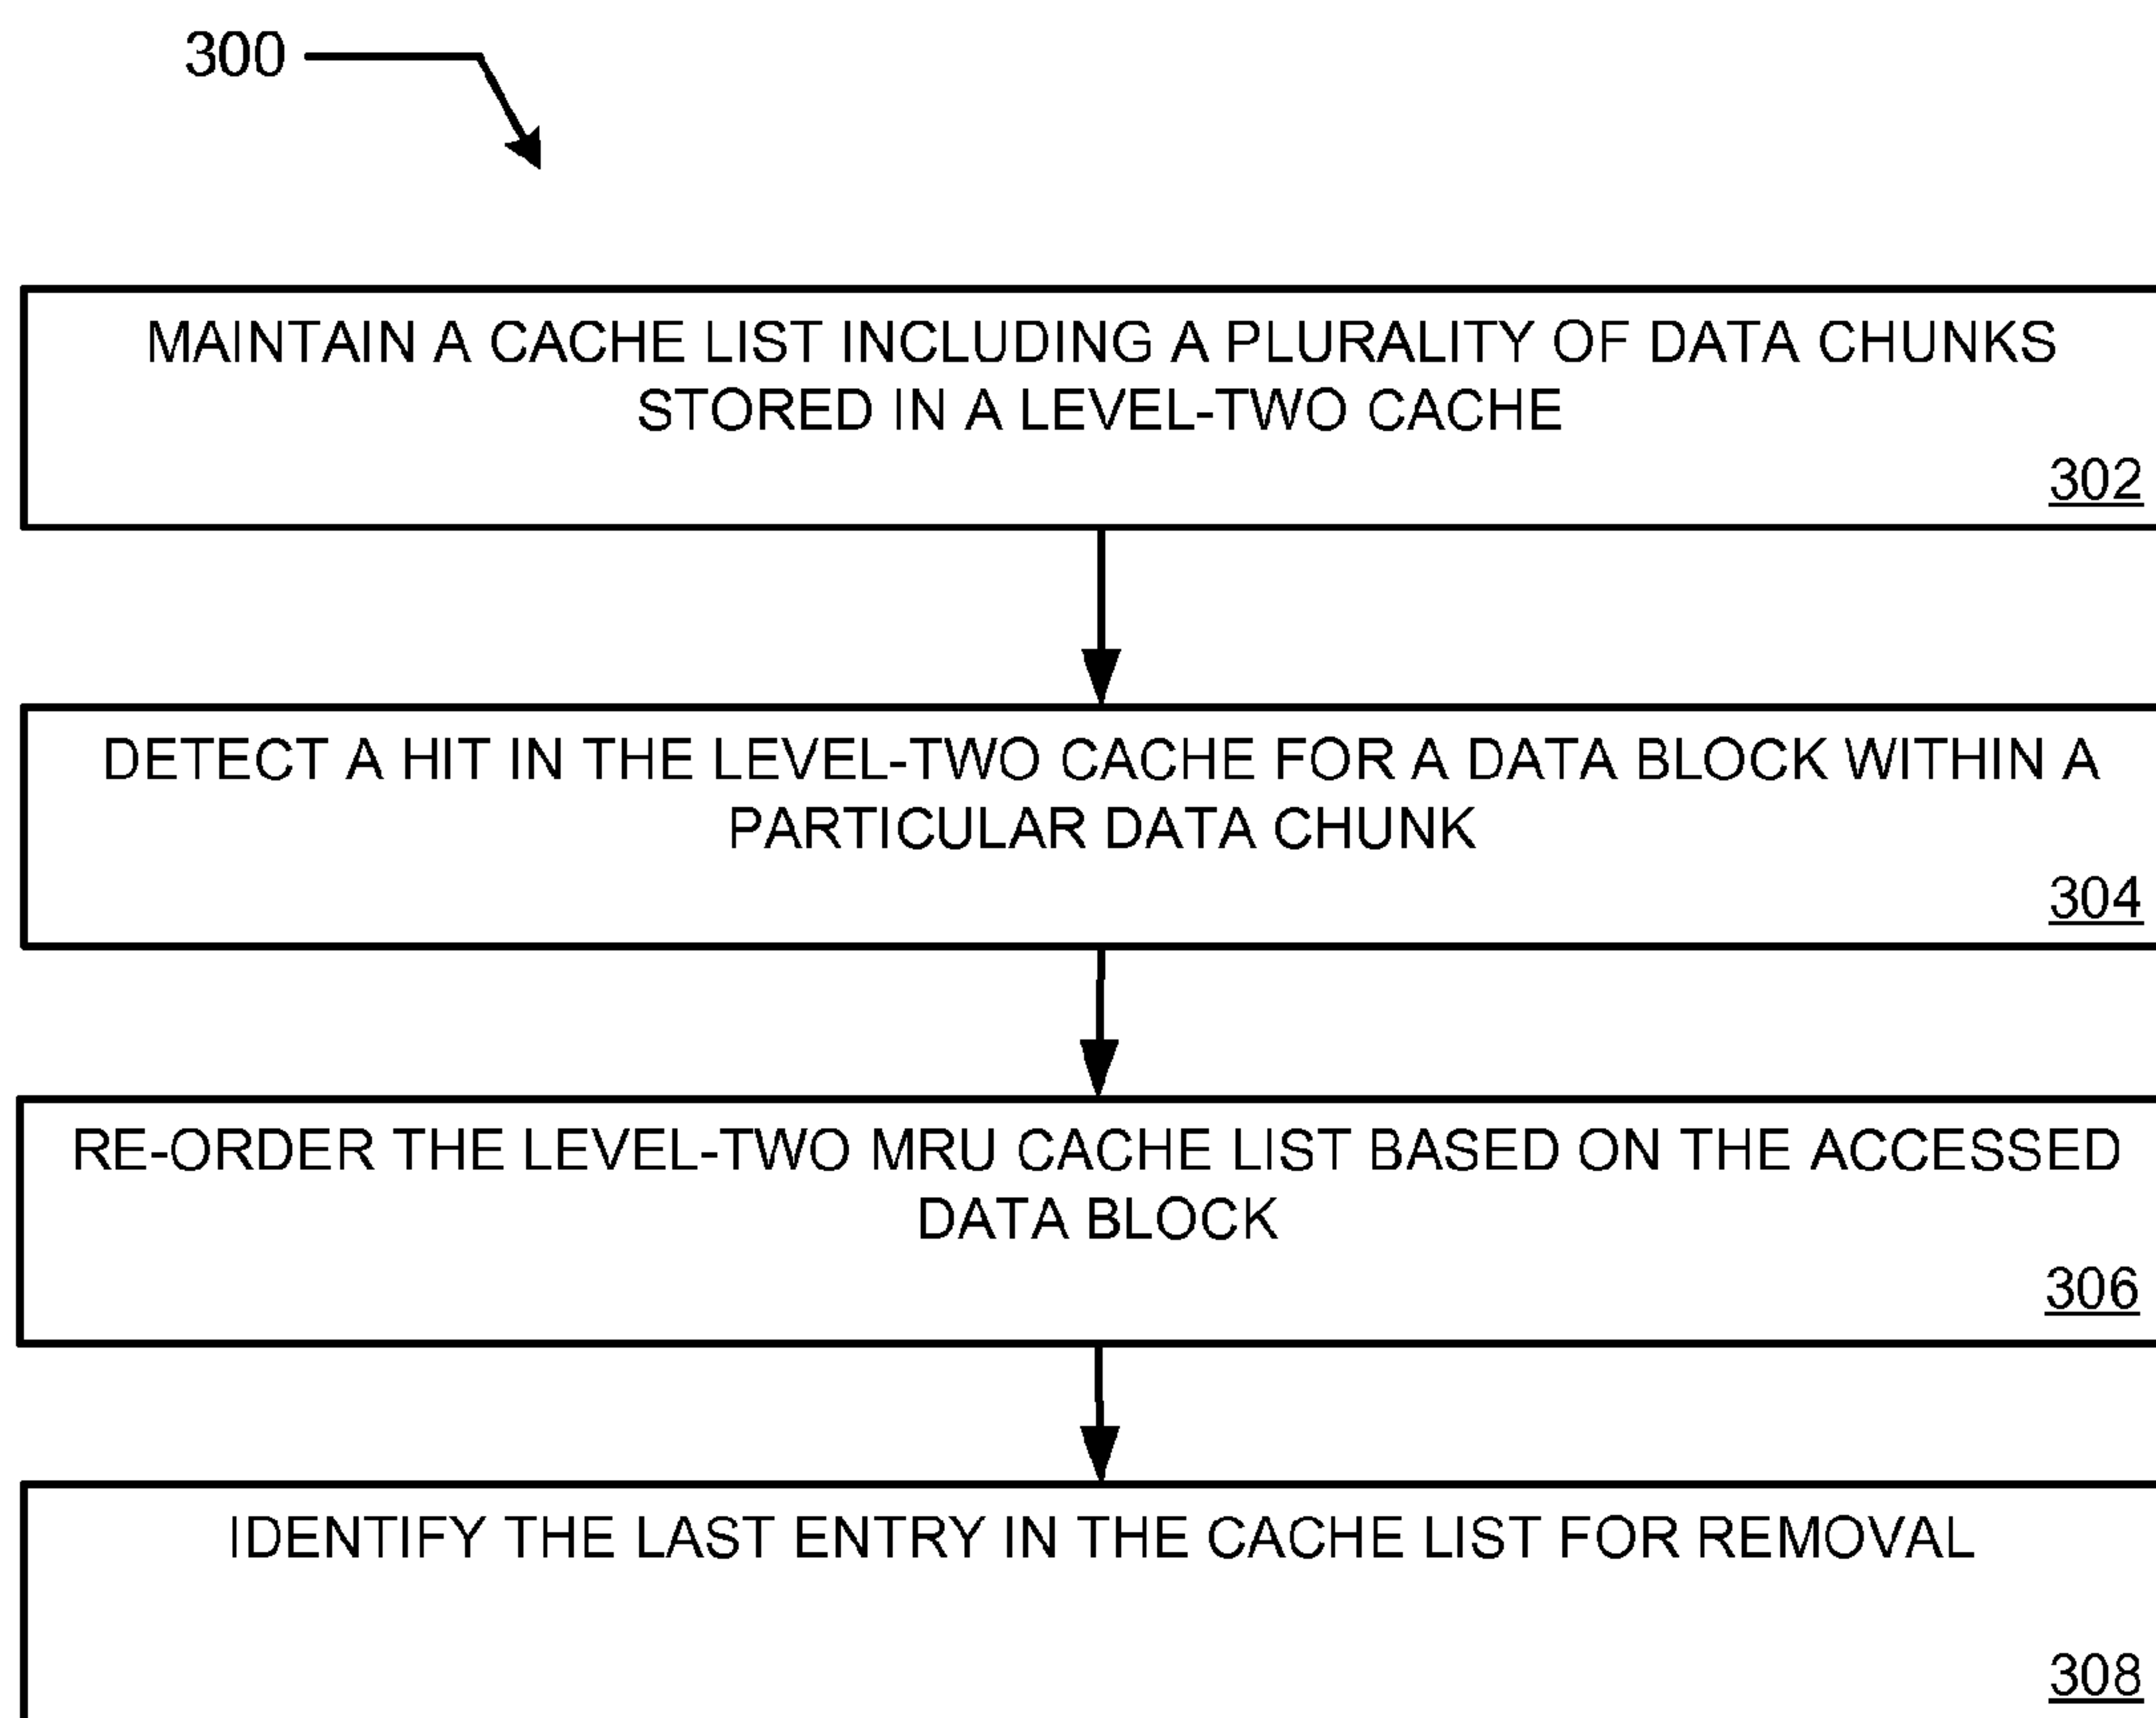 300
MAINTAIN A CACHE LIST INCLUDING A PLURALITY OF DATA CHUNKS
STORED IN A LEVEL-TWO CACHE
302
DETECT A HIT IN THE LEVEL-TWO CACHE FOR A DATA BLOCK WITHIN A
PARTICULAR DATA CHUNK
304
RE-ORDER THE LEVEL-TWO MRU CACHE LIST BASED ON THE ACCESSED
DATA BLOCK
306
IDENTIFY THE LAST ENTRY IN THE CACHE LIST FOR REMOVAL
308